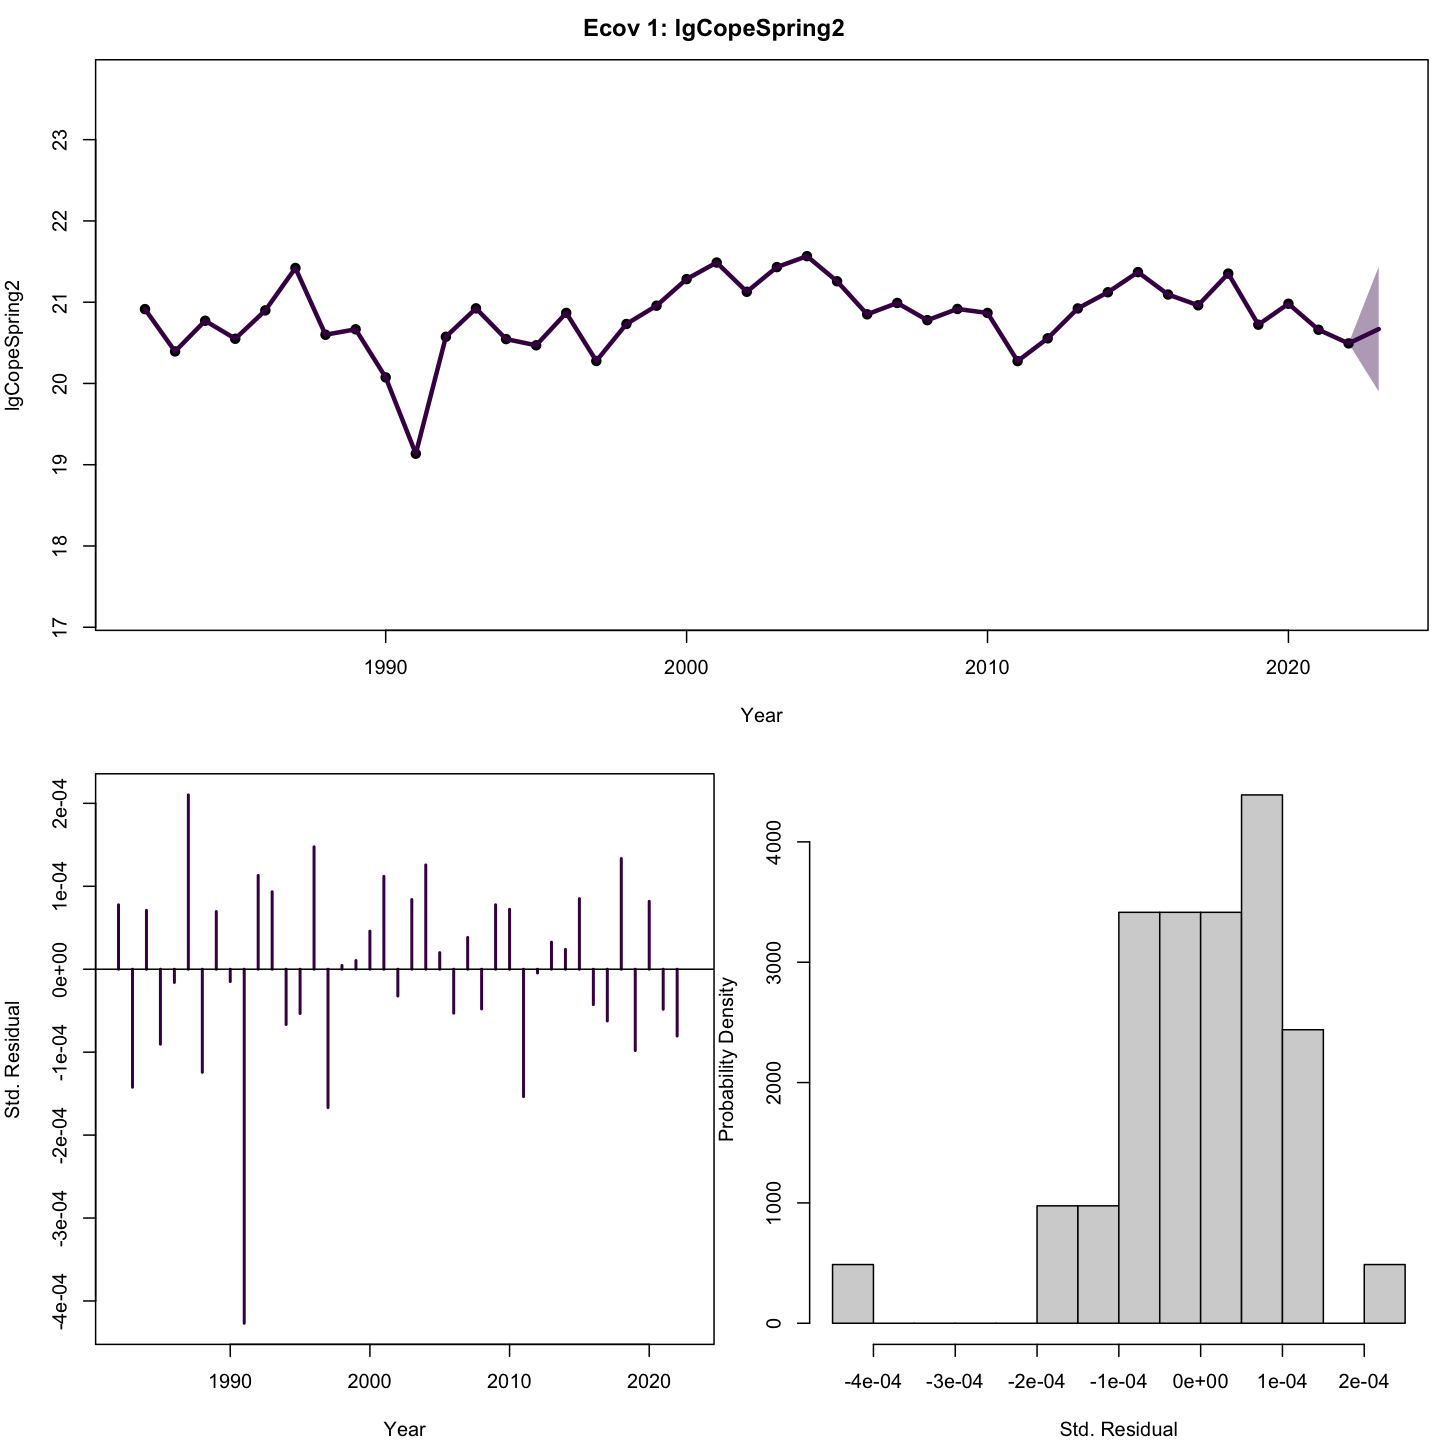 Ecov 1: lgCopeSpring2
23
22
21
20
19
18
17
lgCopeSpring2
1990 2000 2010 2020
Year
2e-04
1e-04
0e+00
-1e-04
-2e-04
-3e-04
-4e-04
Std. Residual
1990 2000 2010 2020
Year
4000
3000
2000
1000
0
Probability Density
-4e-04 -3e-04 -2e-04 -1e-04 0e+00 1e-04 2e-04
Std. Residual